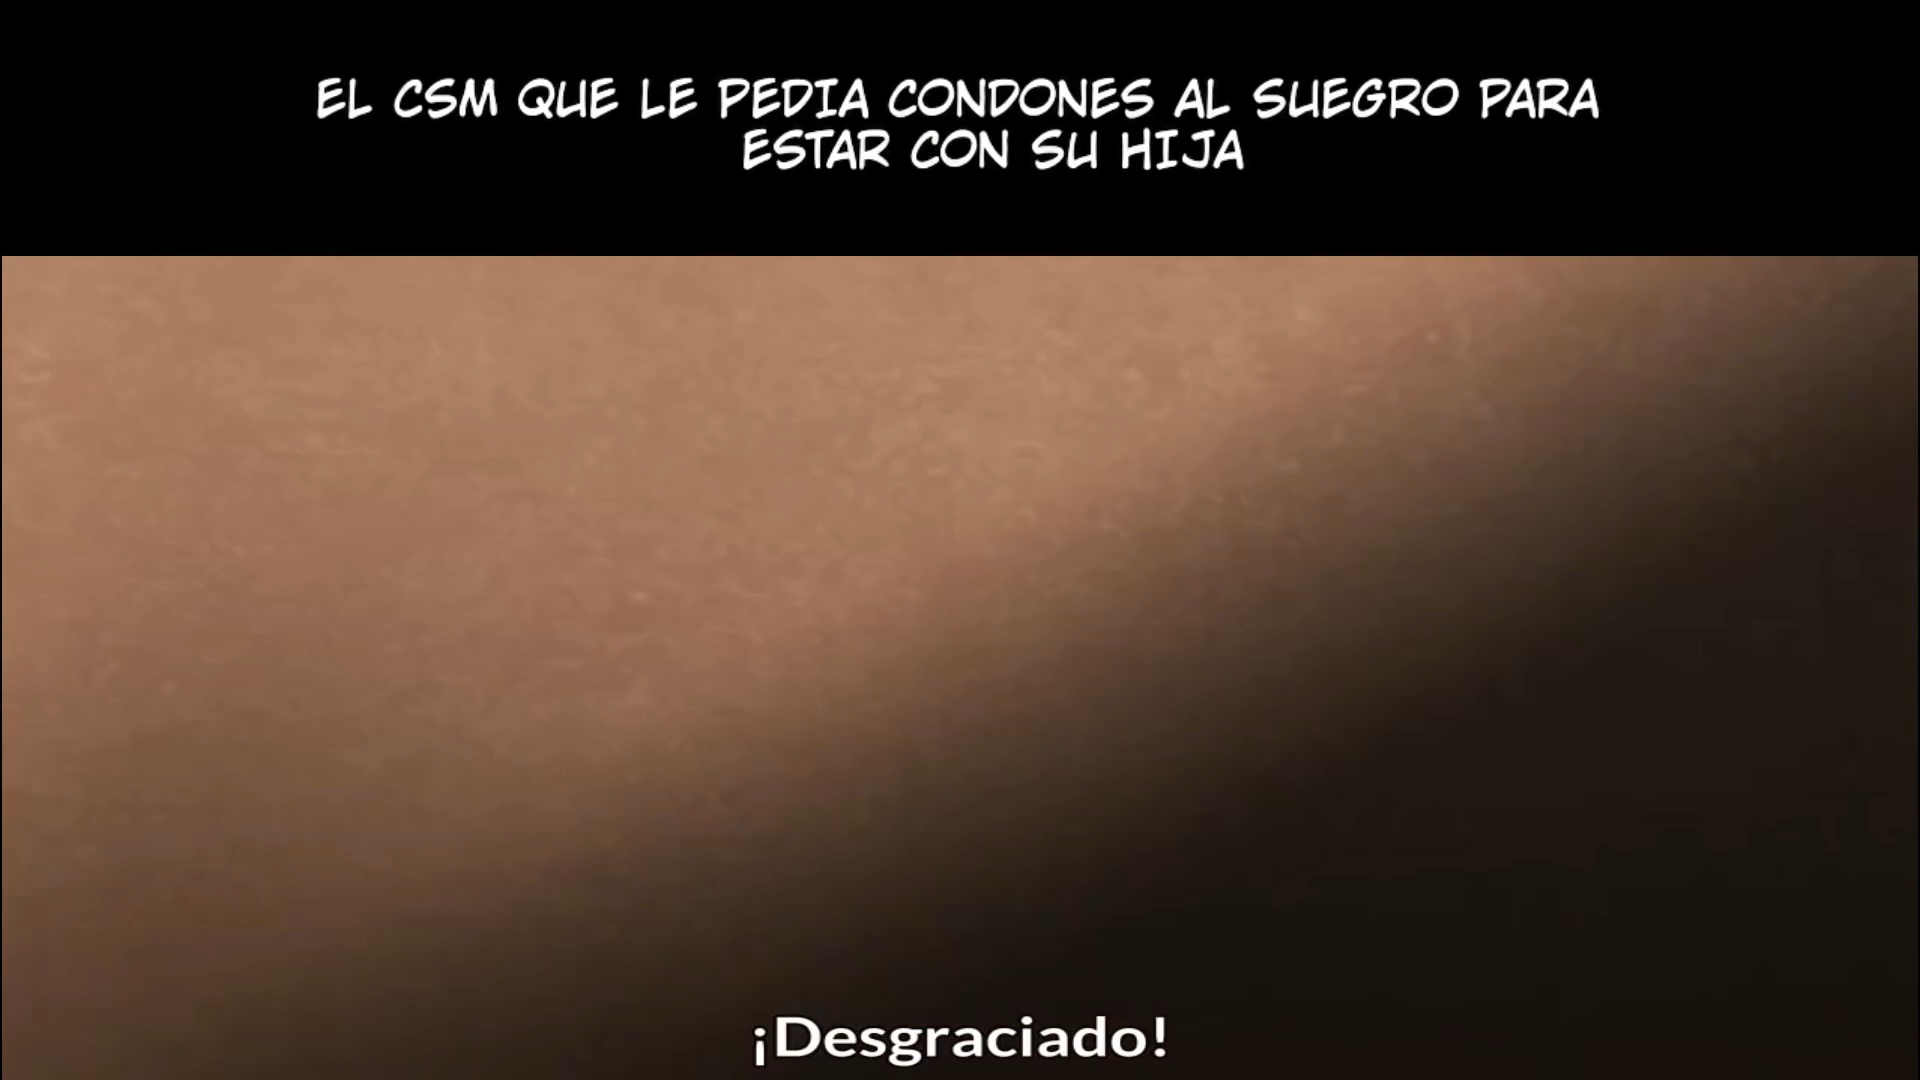 EL CSM QUE LE PEDIA CONDONES AL SUEGRO PARA
ESTAR CON SU HIJA
¡Desgraciado!